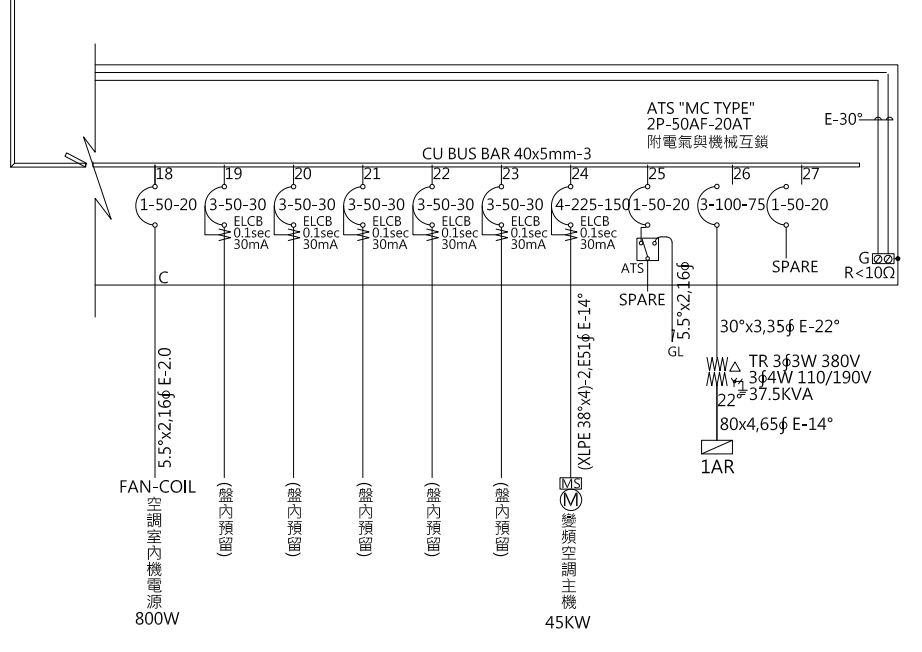 ATS "MC TYPE"
2P-50AF-20AT
附電氣與機械互鎖
E-30°
CU BUS BAR 40x5mm-3
18
19
20
21
22
23
24
25
26
27
1-50-20
3-50-30
3-50-30
3-50-30
3-50-30
3-50-30
4-225-150
1-50-20
3-100-75
1-50-20
ELCB
0.1sec
30mA
ELCB
0.1sec
30mA
ELCB
0.1sec
30mA
ELCB
0.1sec
30mA
ELCB
0.1sec
30mA
ELCB
0.1sec
30mA
G
R<10Ω
C
ATS
SPARE
SPARE
5.5°x2,16ϕ
GL
5.5°x2,16ϕ E-2.0
(XLPE 38°x4)-2,E51ϕ E-14°
30°x3,35ϕ E-22°
TR 3ϕ3W 380V
3ϕ4W 110/190V
37.5KVA
22°
80x4,65ϕ E-14°
1AR
FAN-COIL
空調室內機電源
800W
(盤內預留)
(盤內預留)
(盤內預留)
(盤內預留)
(盤內預留)
MS
M
變頻空調主機
45KW